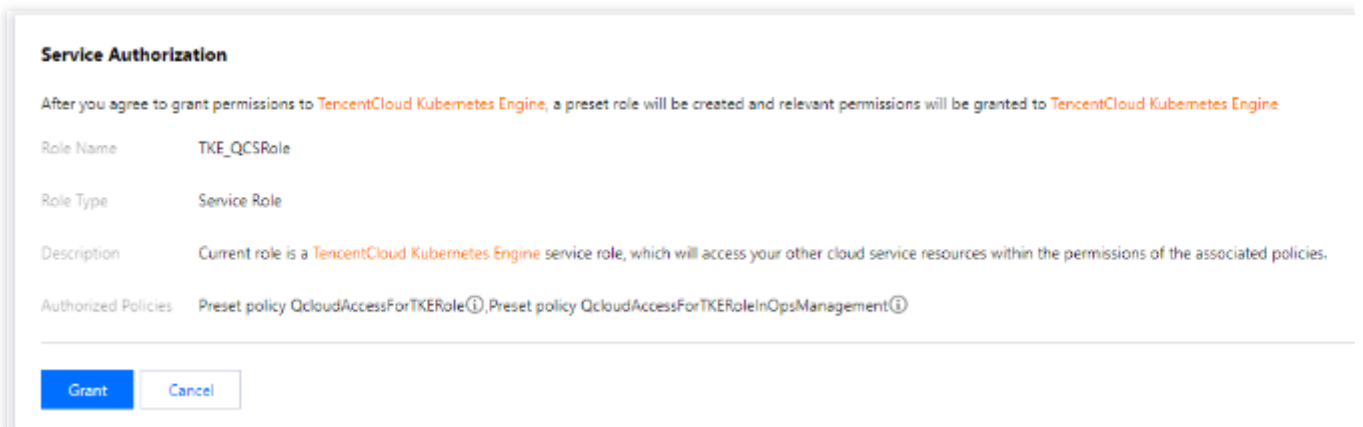 Service Authorization
After you agree to grant permissions to TencentCloud Kubernetes Engine, a preset role will be created and relevant permissions will be granted to TencentCloud Kubernetes Engine
Role Name TKE_QCSRole
Role Type Service Role
Description Current role is a TencentCloud Kubernetes Engine service role, which will access your other cloud service resources within the permissions of the associated policies.
Authorized Policies Preset policy QcloudAccessForTKERoleⓘ,Preset policy QcloudAccessForTKERoleInOpsManagementⓘ
Grant Cancel